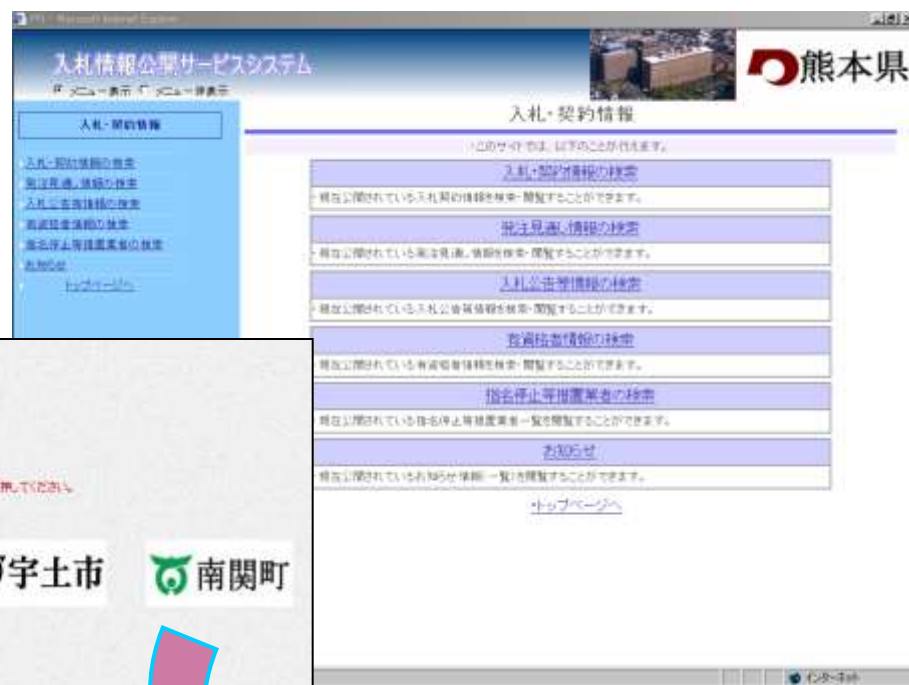 PPI - Microsoft Internet Explorer
入札情報公開サービスシステム
メニュー表示 メニュー非表示
熊本県
入札・契約情報
入札・契約情報の検索
発注見通し情報の検索
入札公告等情報の検索
有資格者情報の検索
指名停止等措置業者の検索
お知らせ
トップページへ
入札・契約情報
・このサイトでは、以下のことが行えます。
入札・契約情報の検索
・現在公開されている入札契約情報を検索・閲覧することができます。
発注見通し情報の検索
・現在公開されている発注見通し情報を検索・閲覧することができます。
入札公告等情報の検索
・現在公開されている入札公告等情報を検索・閲覧することができます。
有資格者情報の検索
・現在公開されている有資格者情報を検索・閲覧することができます。
指名停止等措置業者の検索
・現在公開されている指名停止等措置業者一覧を閲覧することができます。
お知らせ
・現在公開されているお知らせ情報(一覧)を閲覧することができます。
・トップページへ
押してください。
宇土市
南関町
インターネット